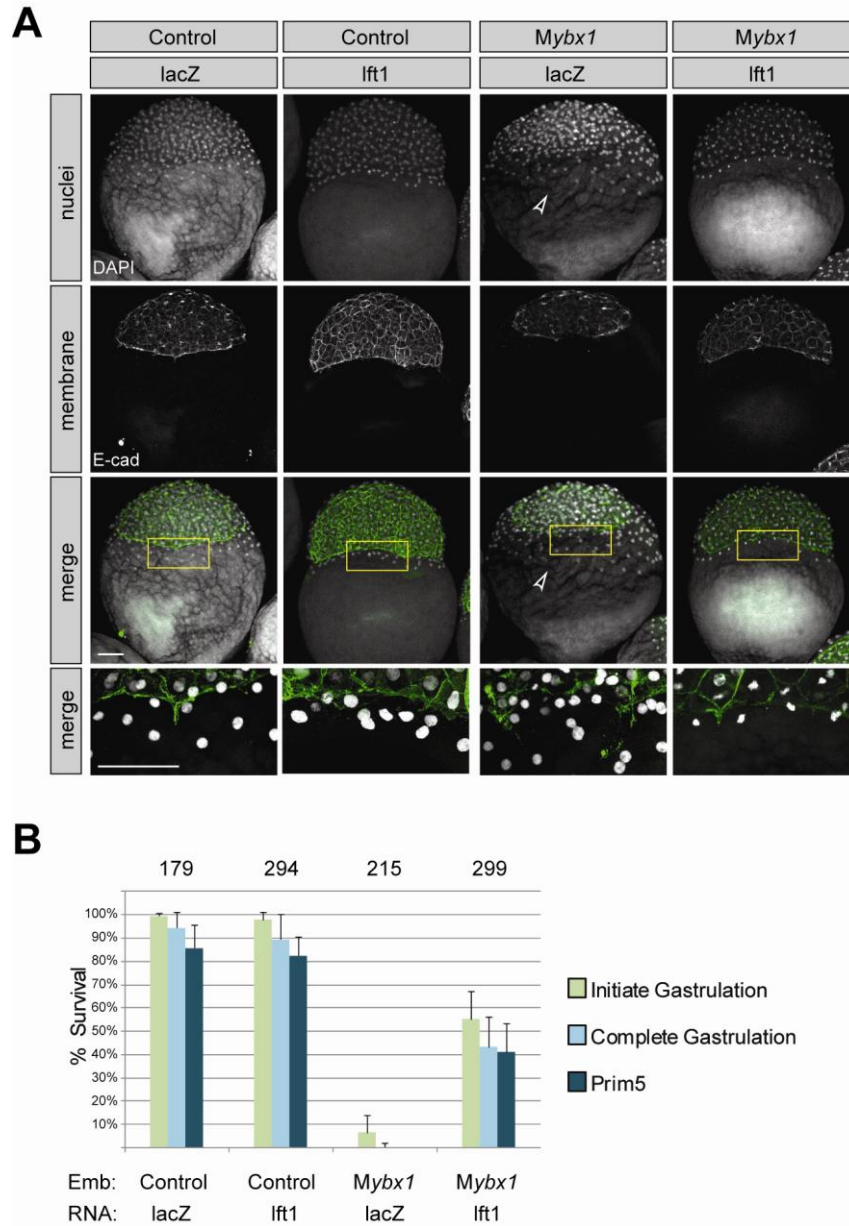 A
Control Control Mybx1 Mybx1
lacZ lft1 lacZ lft1
nuclei
DAPI
membrane
E-cad
merge
merge
B
179 294 215 299
100%
90%
80%
70%
60%
50%
40%
30%
20%
10%
% Survival
Initiate Gastrulation
Complete Gastrulation
Prim5
Emb: Control Control Mybx1 Mybx1
RNA: lacZ lft1 lacZ lft1